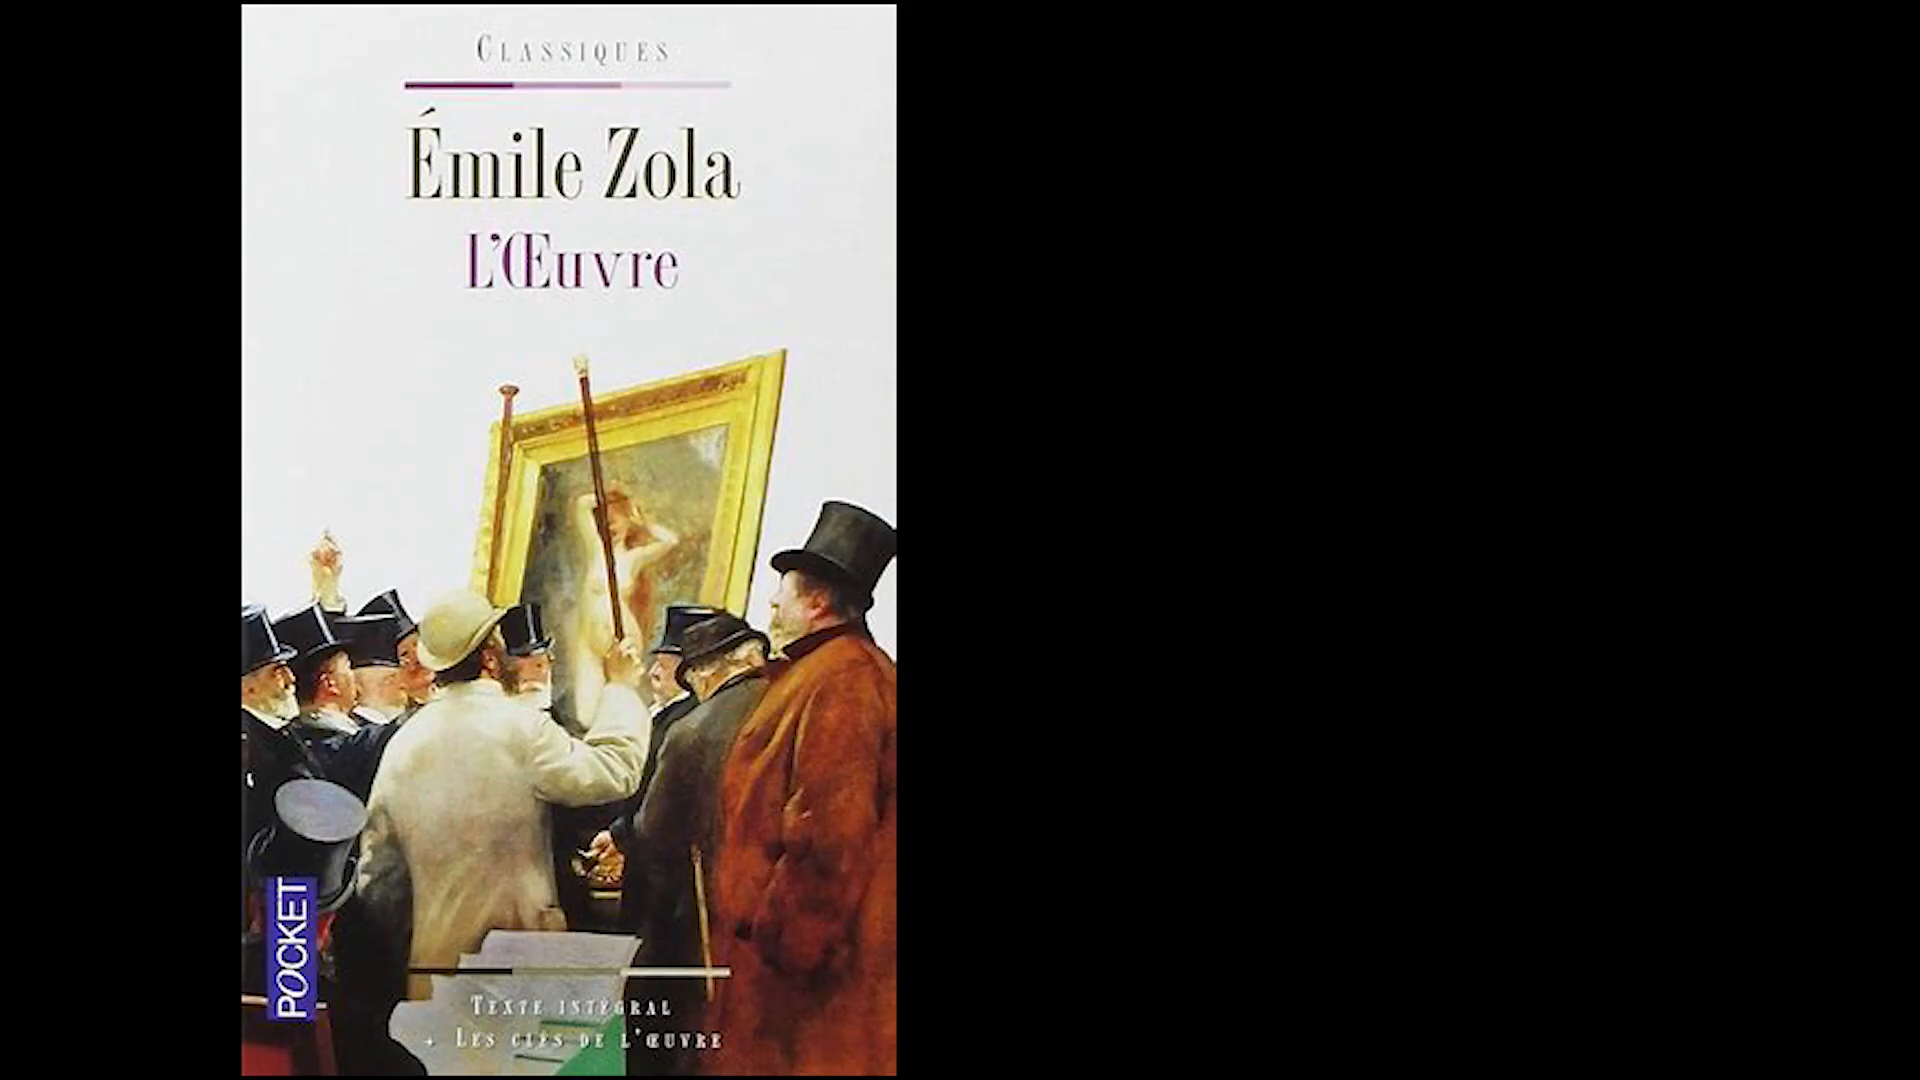 CLASSIQUES
Émile Zola
L'Œuvre
POCKET
TEXTE INTÉGRAL
+ LES CLÉS DE L'ŒUVRE